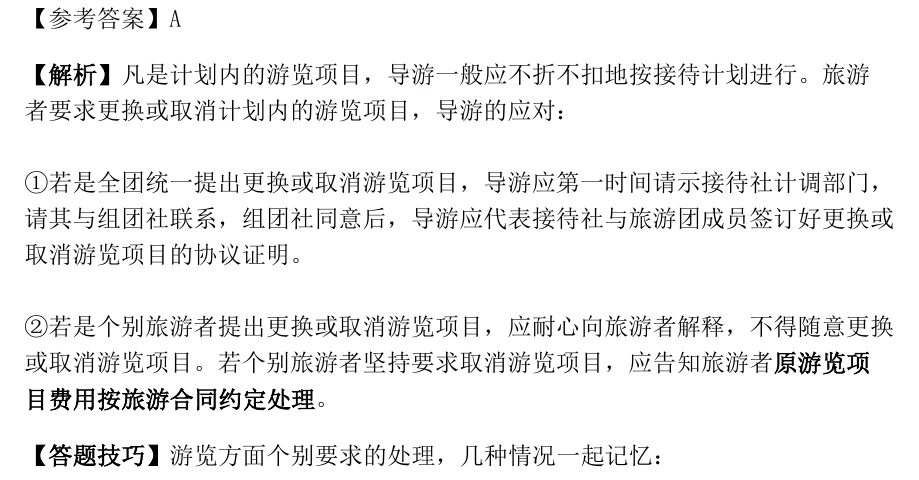 【参考答案】A
【解析】凡是计划内的游览项目，导游一般应不折不扣地按接待计划进行。旅游
者要求更换或取消计划内的游览项目，导游的应对：
①若是全团统一提出更换或取消游览项目，导游应第一时间请示接待社计调部门，
请其与组团社联系，组团社同意后，导游应代表接待社与旅游团成员签订好更换或
取消游览项目的协议证明。
②若是个别旅游者提出更换或取消游览项目，应耐心向旅游者解释，不得随意更换
或取消游览项目。若个别旅游者坚持要求取消游览项目，应告知旅游者原游览项
目费用按旅游合同约定处理。
【答题技巧】游览方面个别要求的处理，几种情况一起记忆：